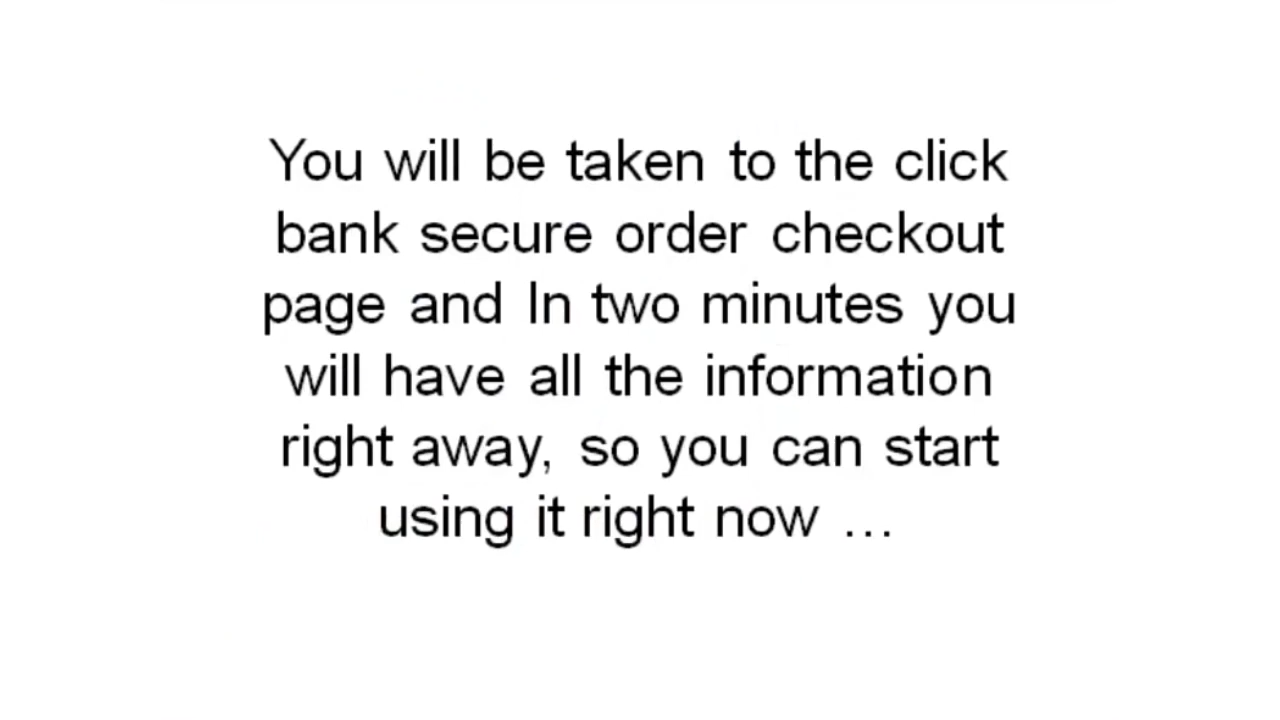 You will be taken to the click
bank secure order checkout
page and In two minutes you
will have all the information
right away, so you can start
using it right now …